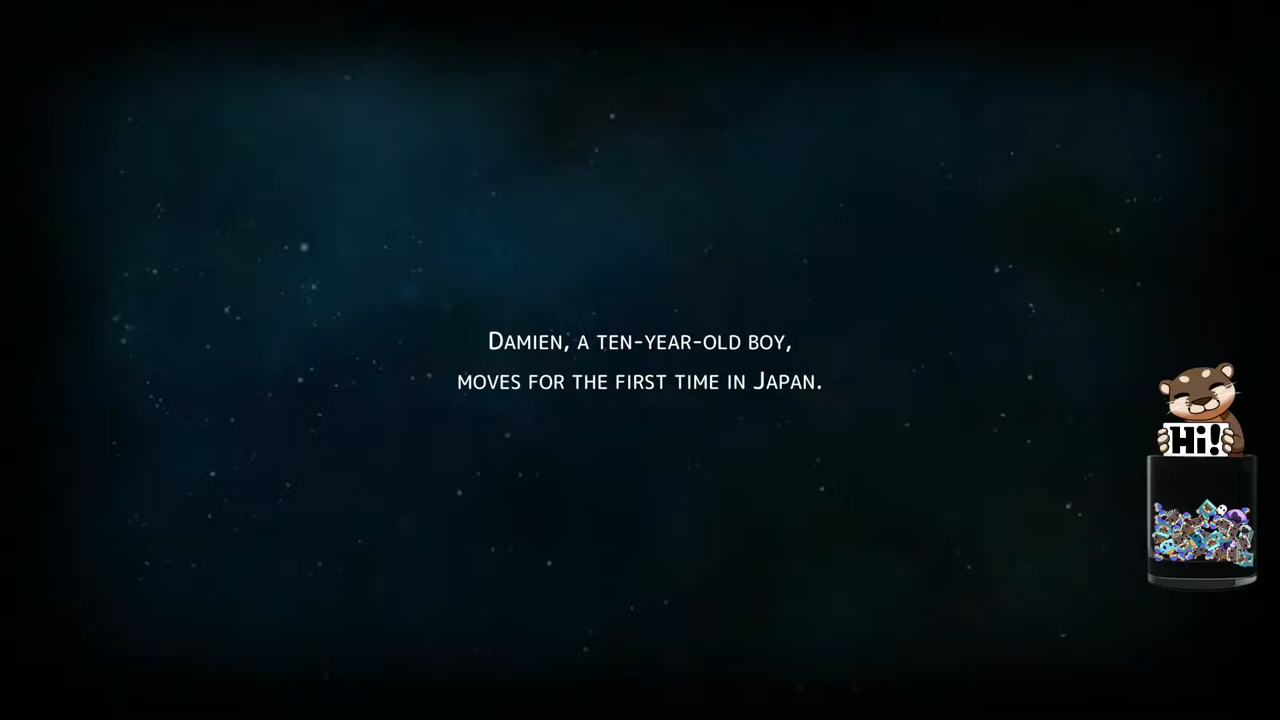 Damien, a ten-year-old boy,
moves for the first time in Japan.
Hi!